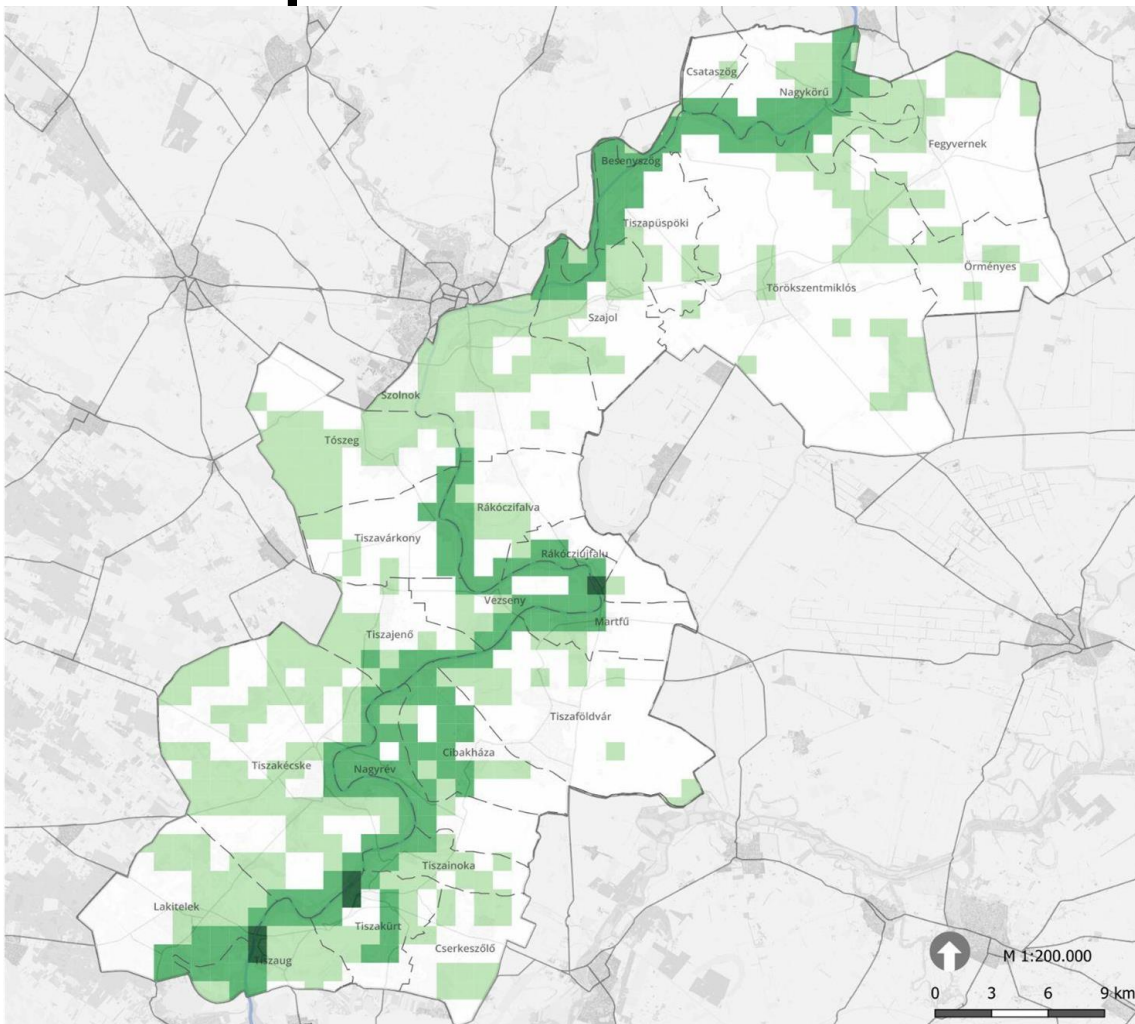 Csataszög
Nagykörű
Fegyvernek
Besenyszög
Tiszapüspöki
Örményes
Törökszentmiklós
Szajol
Szolnok
Tószeg
Rákóczifalva
Tiszavárkony
Rákócziújfalu
Vezseny
Martfű
Tiszajenő
Tiszaföldvár
Cibakháza
Tiszakécske
Nagyrév
Tiszainoka
Lakitelek
Tiszakürt
Cserkeszőlő
Tiszaug
M 1:200.000
0 3 6 9 km